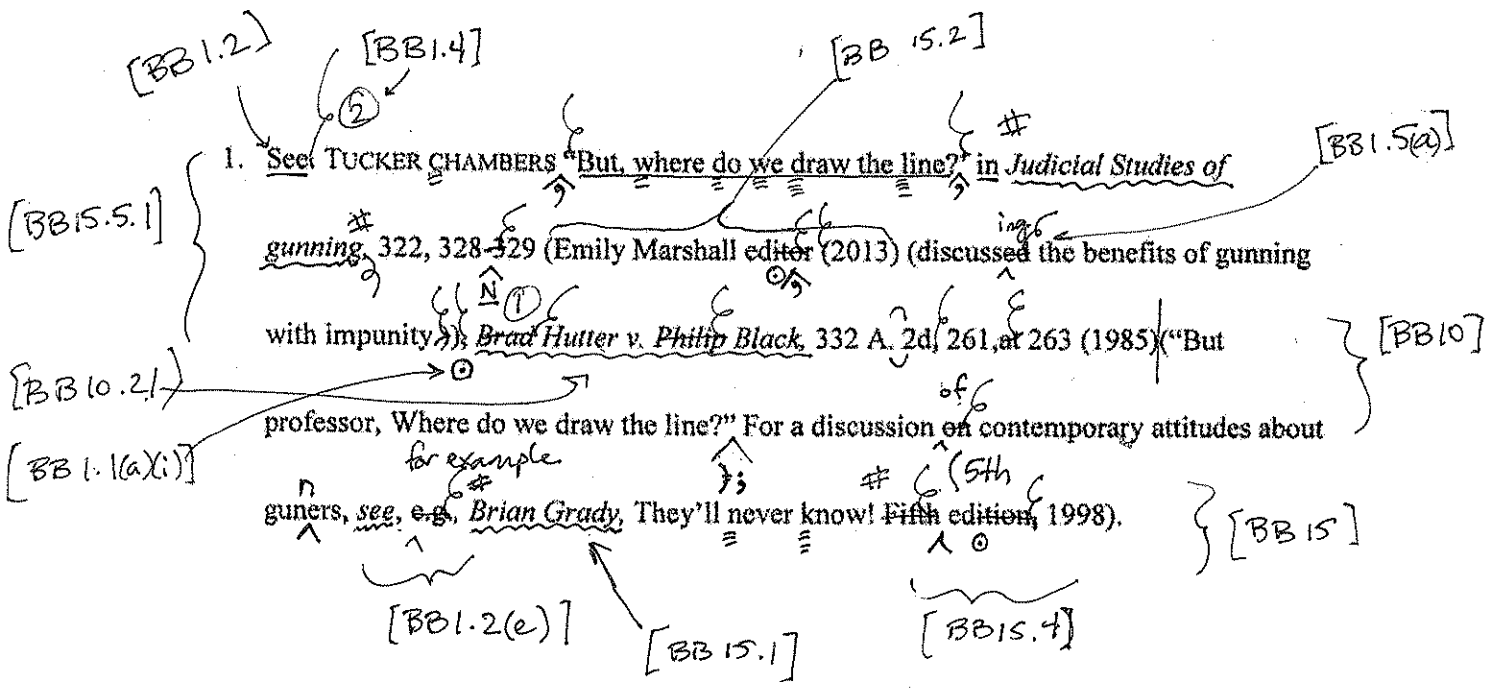 [BB1.2]
[BB1.4]
[BB 15.2]
②
#
[BB1.5(a)]
1. See: TUCKER CHAMBERS "But, where do we draw the line?" in Judicial Studies of
[BB15.5.1]
#
ing
gunning, 322, 328-329 (Emily Marshall editor (2013) (discussed the benefits of gunning
N
①
with impunity.)); Brad Hutter v. Philip Black, 332 A. 2d, 261, at 263 (1985) ("But
[BB10]
[BB10.2.1]
of
professor, Where do we draw the line?" For a discussion on contemporary attitudes about
[BB 1.1(a)(i)]
for example
);
n
#
#
(5th
guners, see, e.g., Brian Grady, They'll never know! Fifth edition, 1998).
[BB15]
[BB1.2(e)]
[BB15.1]
[BB15.4]